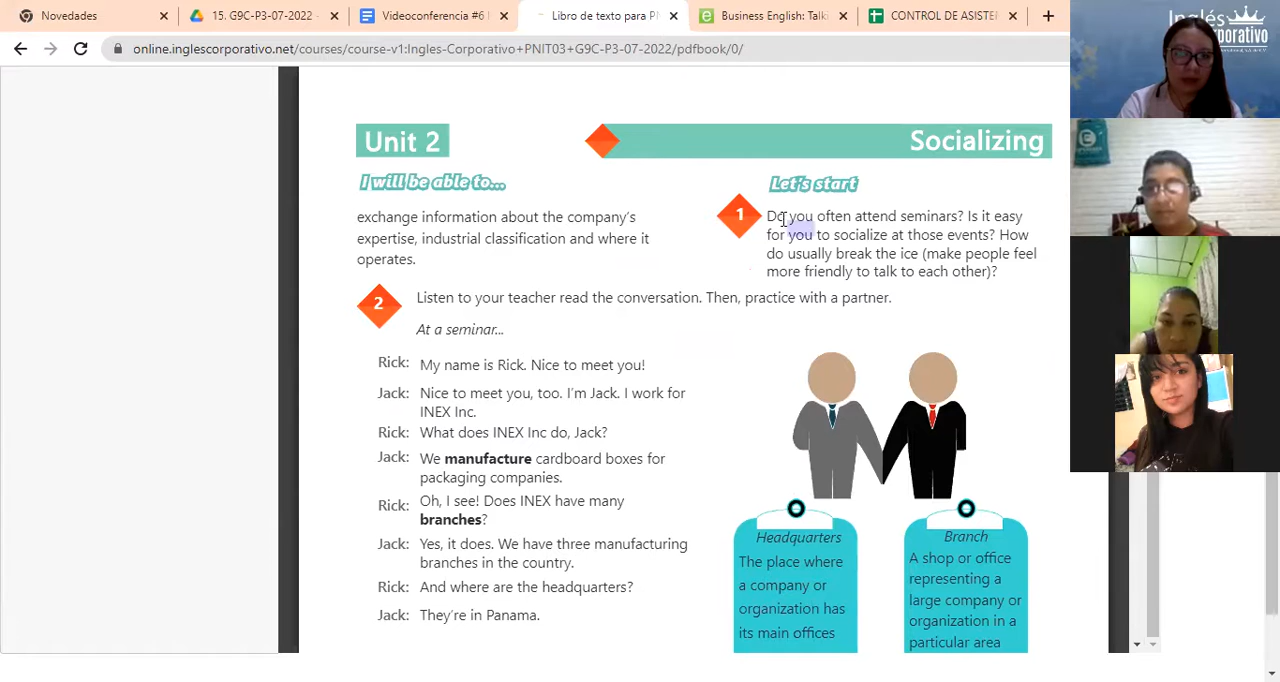 Novedades
15. G9C-P3-07-2022
Videoconferencia #6
Libro de texto para
Business English: Talki
CONTROL DE ASISTE
online.inglescorporativo.net/courses/course-v1:Ingles-Corporativo+PNIT03+G9C-P3-07-2022/pdfbook/0/
Inglés
Corporativo
Unit 2
Socializing
I will be able to...
exchange information about the company's
expertise, industrial classification and where it
operates.
Let's start
1
Do you often attend seminars? Is it easy
for you to socialize at those events? How
do usually break the ice (make people feel
more friendly to talk to each other)?
2
Listen to your teacher read the conversation. Then, practice with a partner.
At a seminar...
Rick: My name is Rick. Nice to meet you!
Jack: Nice to meet you, too. I'm Jack. I work for
INEX Inc.
Rick: What does INEX Inc do, Jack?
Jack: We manufacture cardboard boxes for
packaging companies.
Rick: Oh, I see! Does INEX have many
branches?
Jack: Yes, it does. We have three manufacturing
branches in the country.
Rick: And where are the headquarters?
Jack: They're in Panama.
Headquarters
The place where
a company or
organization has
its main offices
Branch
A shop or office
representing a
large company or
organization in a
particular area